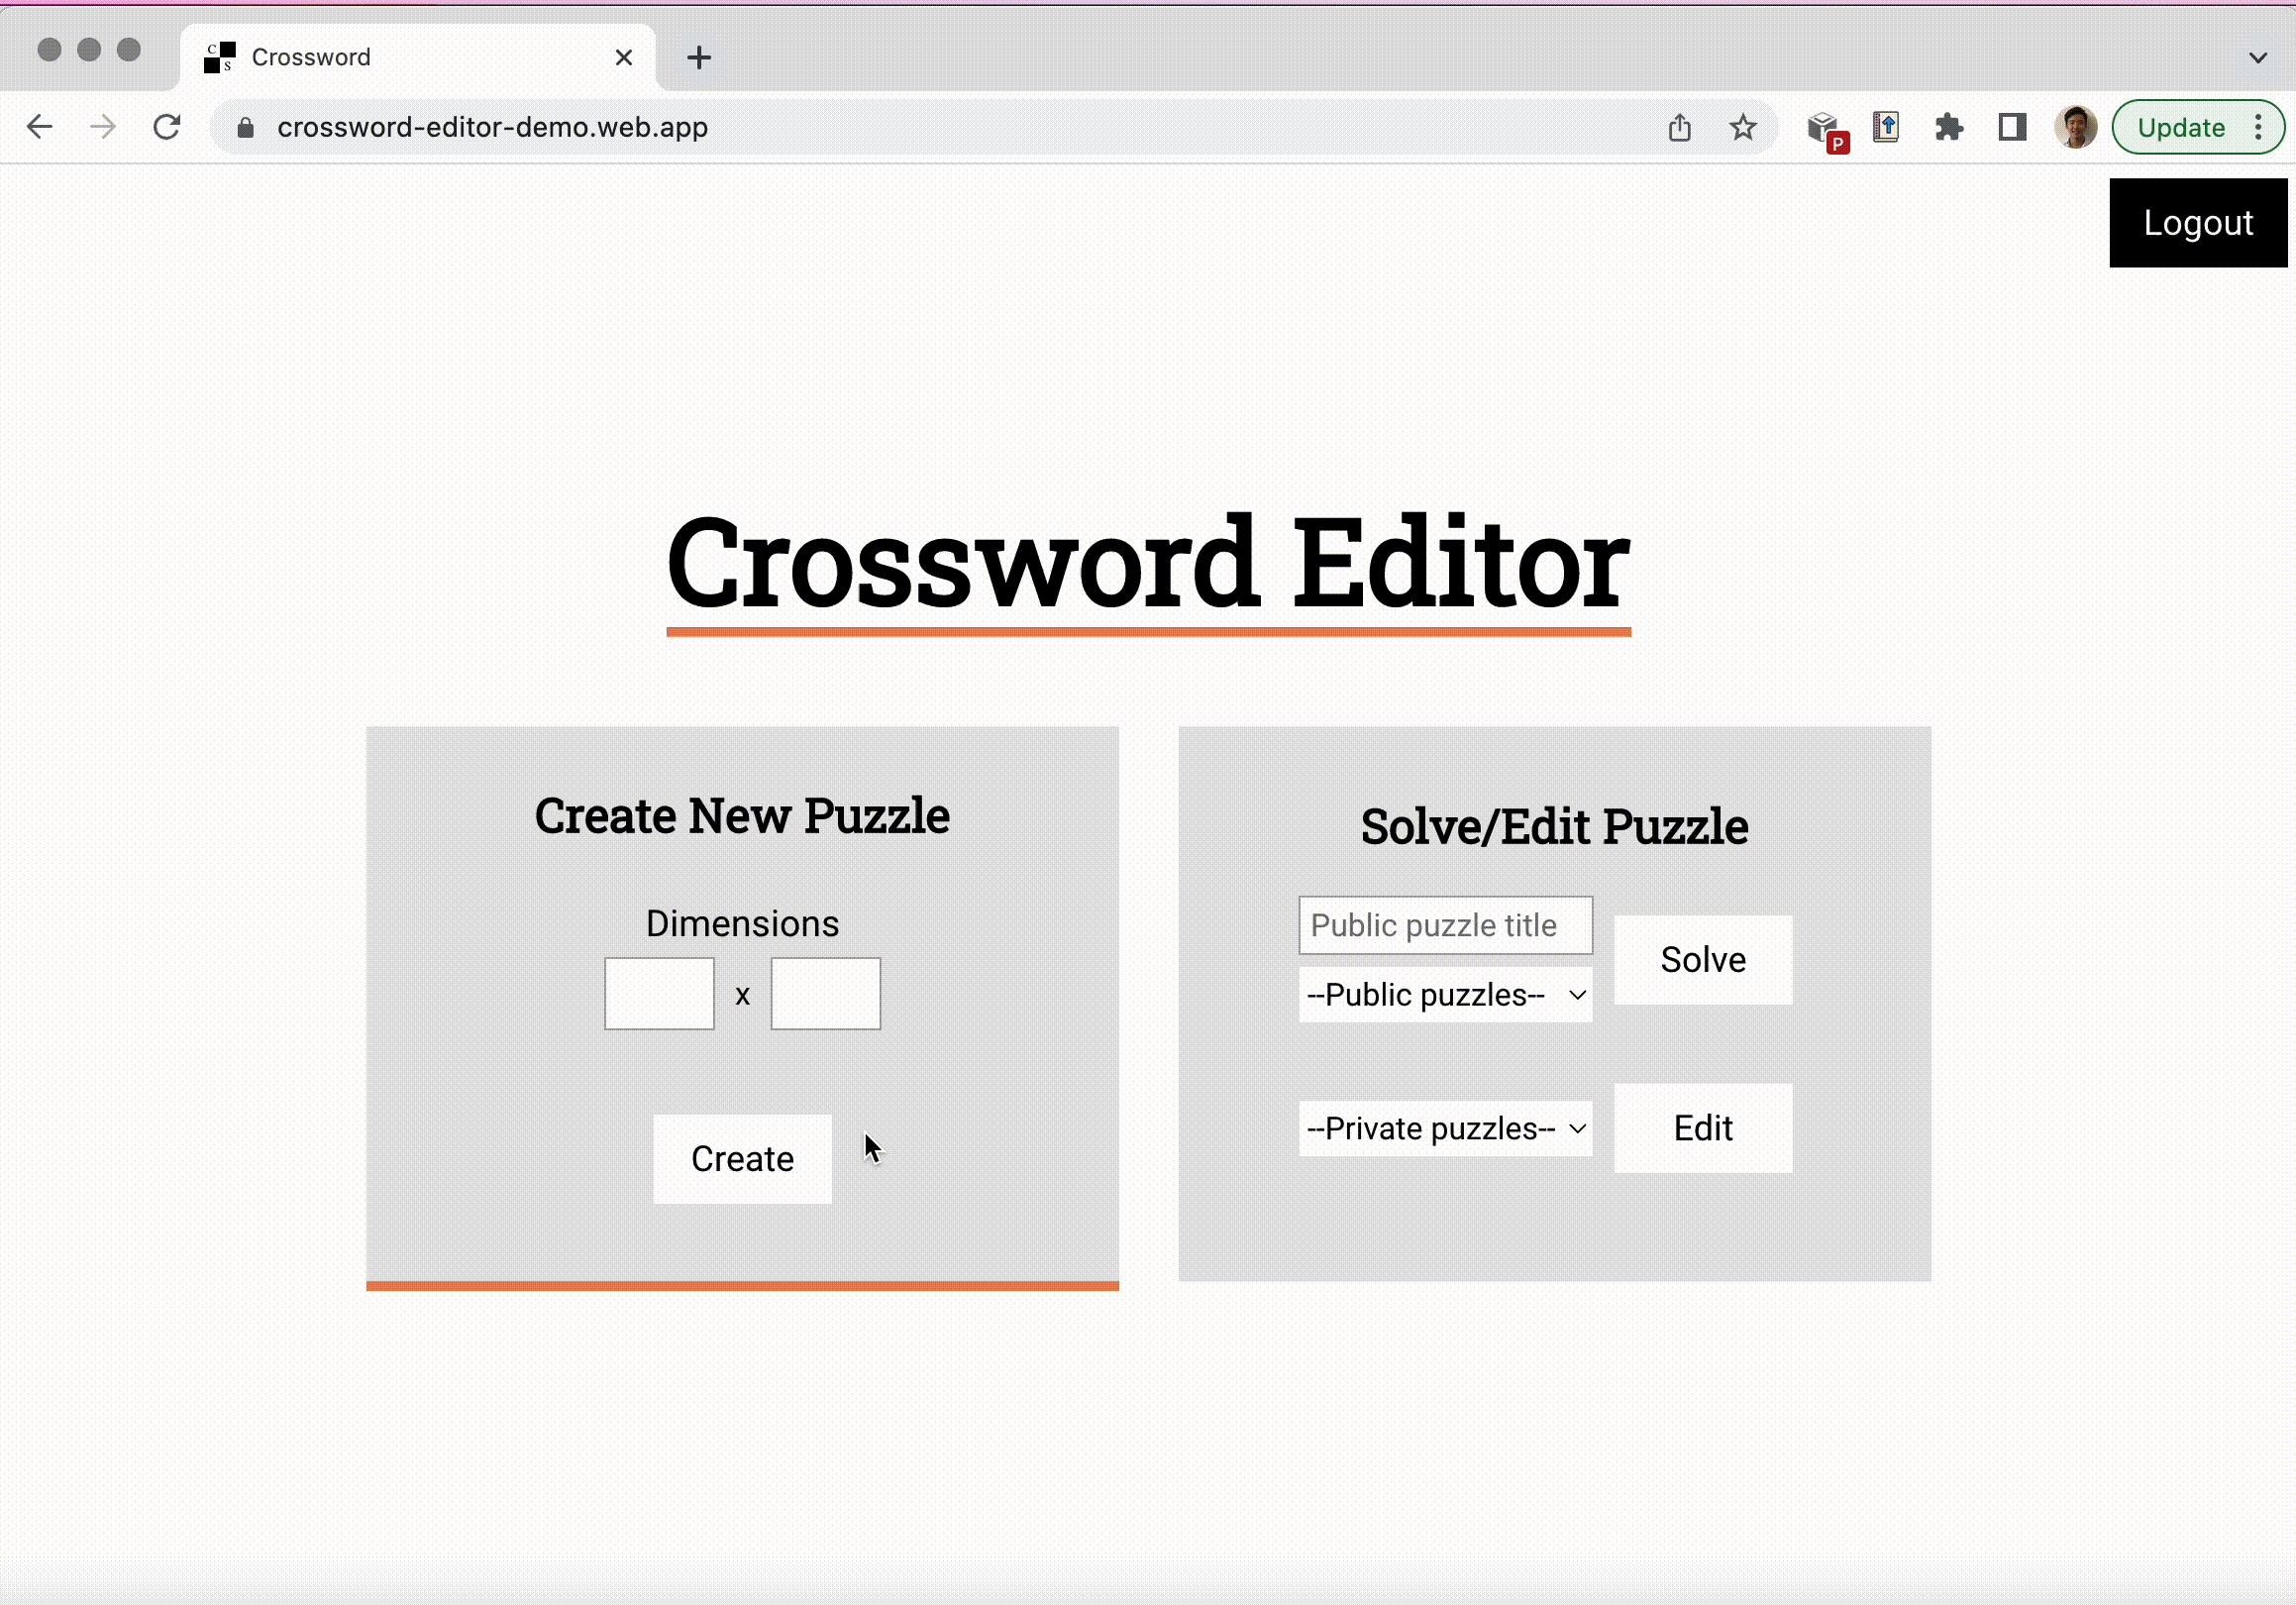 C
S
Crossword
crossword-editor-demo.web.app
P
Update
Logout
Crossword Editor
Create New Puzzle
Dimensions
x
Create
Solve/Edit Puzzle
Public puzzle title
--Public puzzles--
Solve
--Private puzzles--
Edit